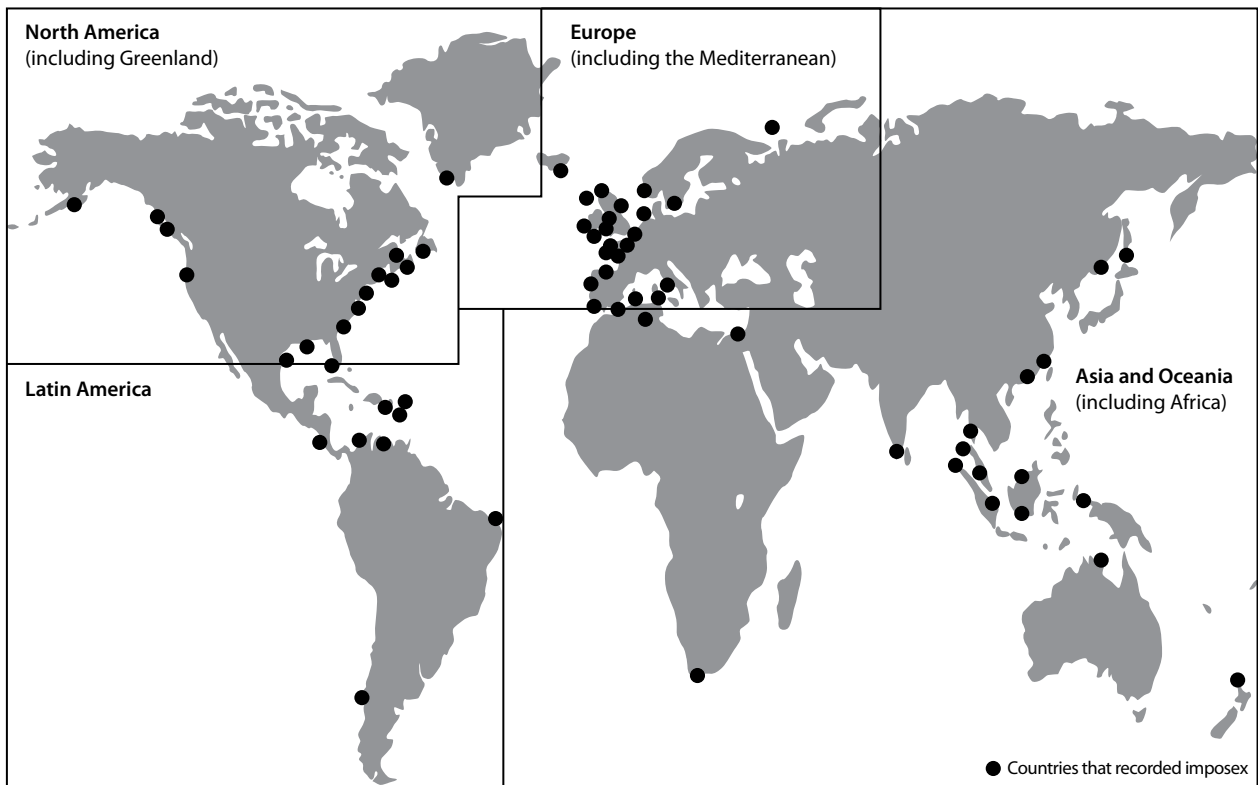 North America
(including Greenland)
Europe
(including the Mediterranean)
Latin America
Asia and Oceania
(including Africa)
Countries that recorded imposex